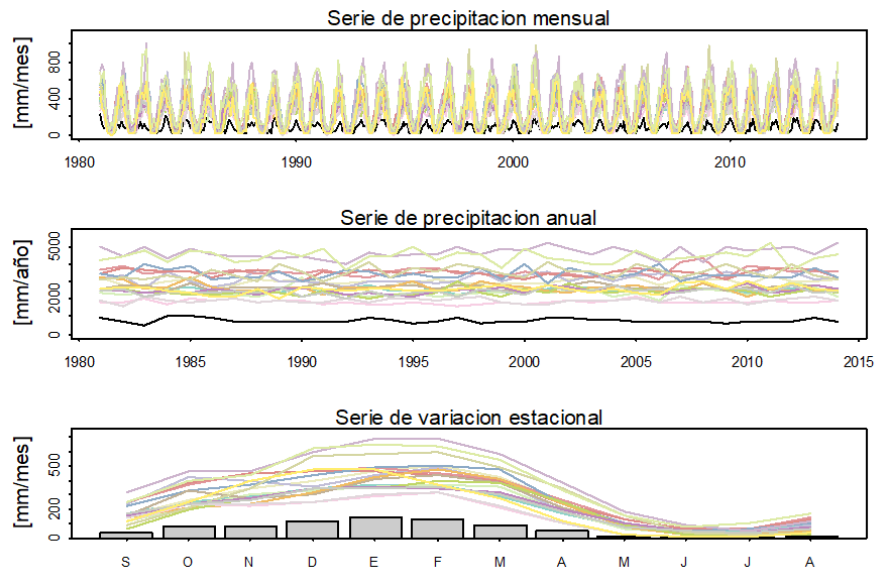 Serie de precipitacion mensual
[mm/mes]
800
400
0
1980 1990 2000 2010
Serie de precipitacion anual
[mm/año]
5000
2000
0
1980 1985 1990 1995 2000 2005 2010 2015
Serie de variacion estacional
[mm/mes]
500
200
0
S O N D E F M A M J J A